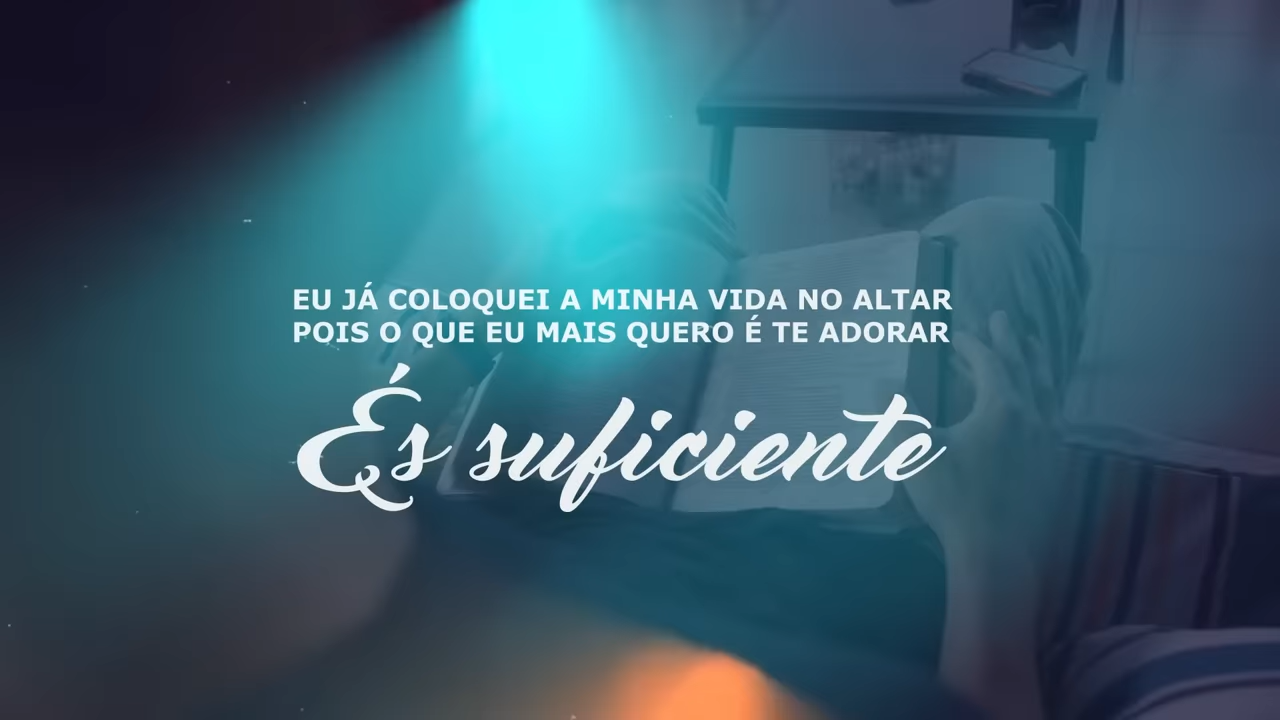 EU JÁ COLOQUEI A MINHA VIDA NO ALTAR
POIS O QUE EU MAIS QUERO É TE ADORAR
És suficiente